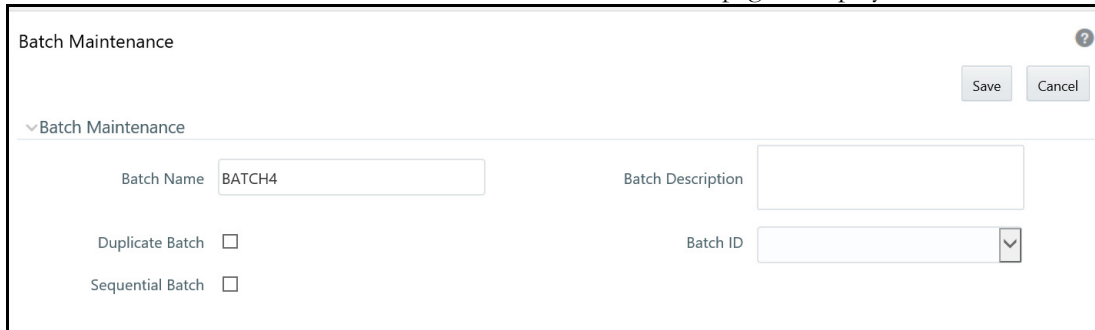 Batch Maintenance
Save Cancel
Batch Maintenance
Batch Name BATCH4 Batch Description
Duplicate Batch Batch ID
Sequential Batch